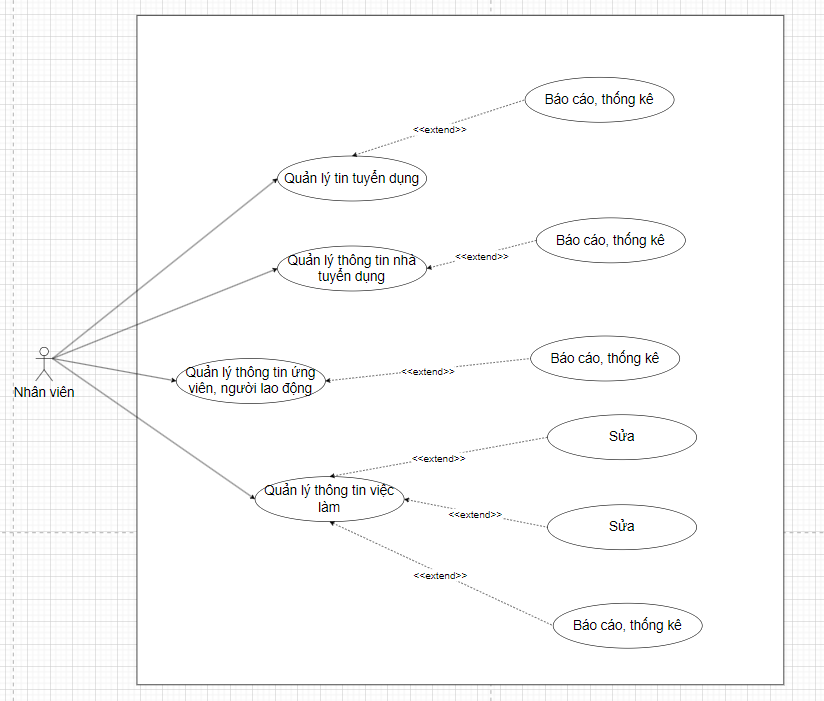 Báo cáo, thống kê
<<extend>>
Quản lý tin tuyển dụng
Báo cáo, thống kê
<<extend>>
Quản lý thông tin nhà
tuyển dụng
Nhân viên
Báo cáo, thống kê
<<extend>>
Quản lý thông tin ứng
viên, người lao động
Sửa
<<extend>>
Quản lý thông tin việc
làm
<<extend>>
Sửa
<<extend>>
Báo cáo, thống kê